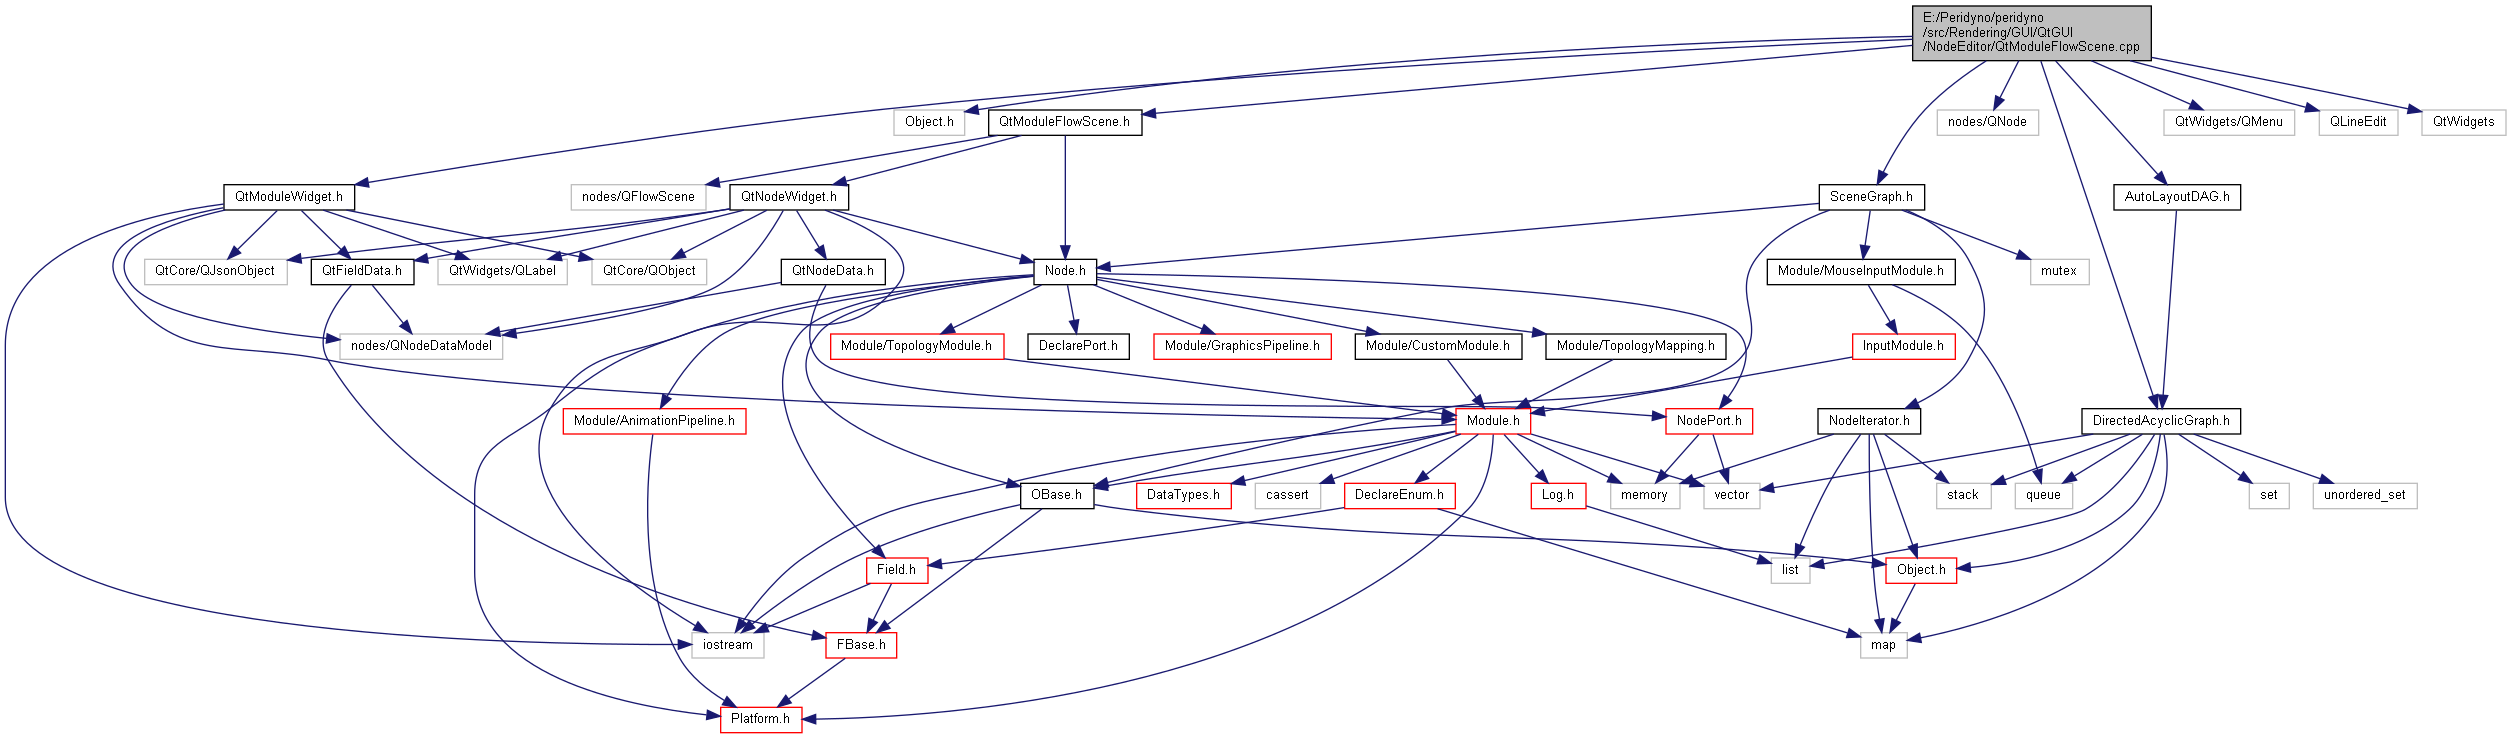 E:/Peridyno/peridyno
/src/Rendering/GUI/QtGUI
/NodeEditor/QtModuleFlowScene.cpp
Object.h
QtModuleFlowScene.h
nodes/QNode
QtWidgets/QMenu
QLineEdit
QtWidgets
QtModuleWidget.h
nodes/QFlowScene
QtNodeWidget.h
SceneGraph.h
AutoLayoutDAG.h
QtCore/QJsonObject
QtFieldData.h
QtWidgets/QLabel
QtCore/QObject
QtNodeData.h
Node.h
Module/MouseInputModule.h
mutex
nodes/QNodeDataModel
Module/TopologyModule.h
DeclarePort.h
Module/GraphicsPipeline.h
Module/CustomModule.h
Module/TopologyMapping.h
InputModule.h
Module/AnimationPipeline.h
NodePort.h
Module.h
NodeIterator.h
DirectedAcyclicGraph.h
OBase.h
DataTypes.h
cassert
DeclareEnum.h
Log.h
memory
vector
stack
queue
set
unordered_set
Field.h
list
Object.h
iostream
FBase.h
map
Platform.h